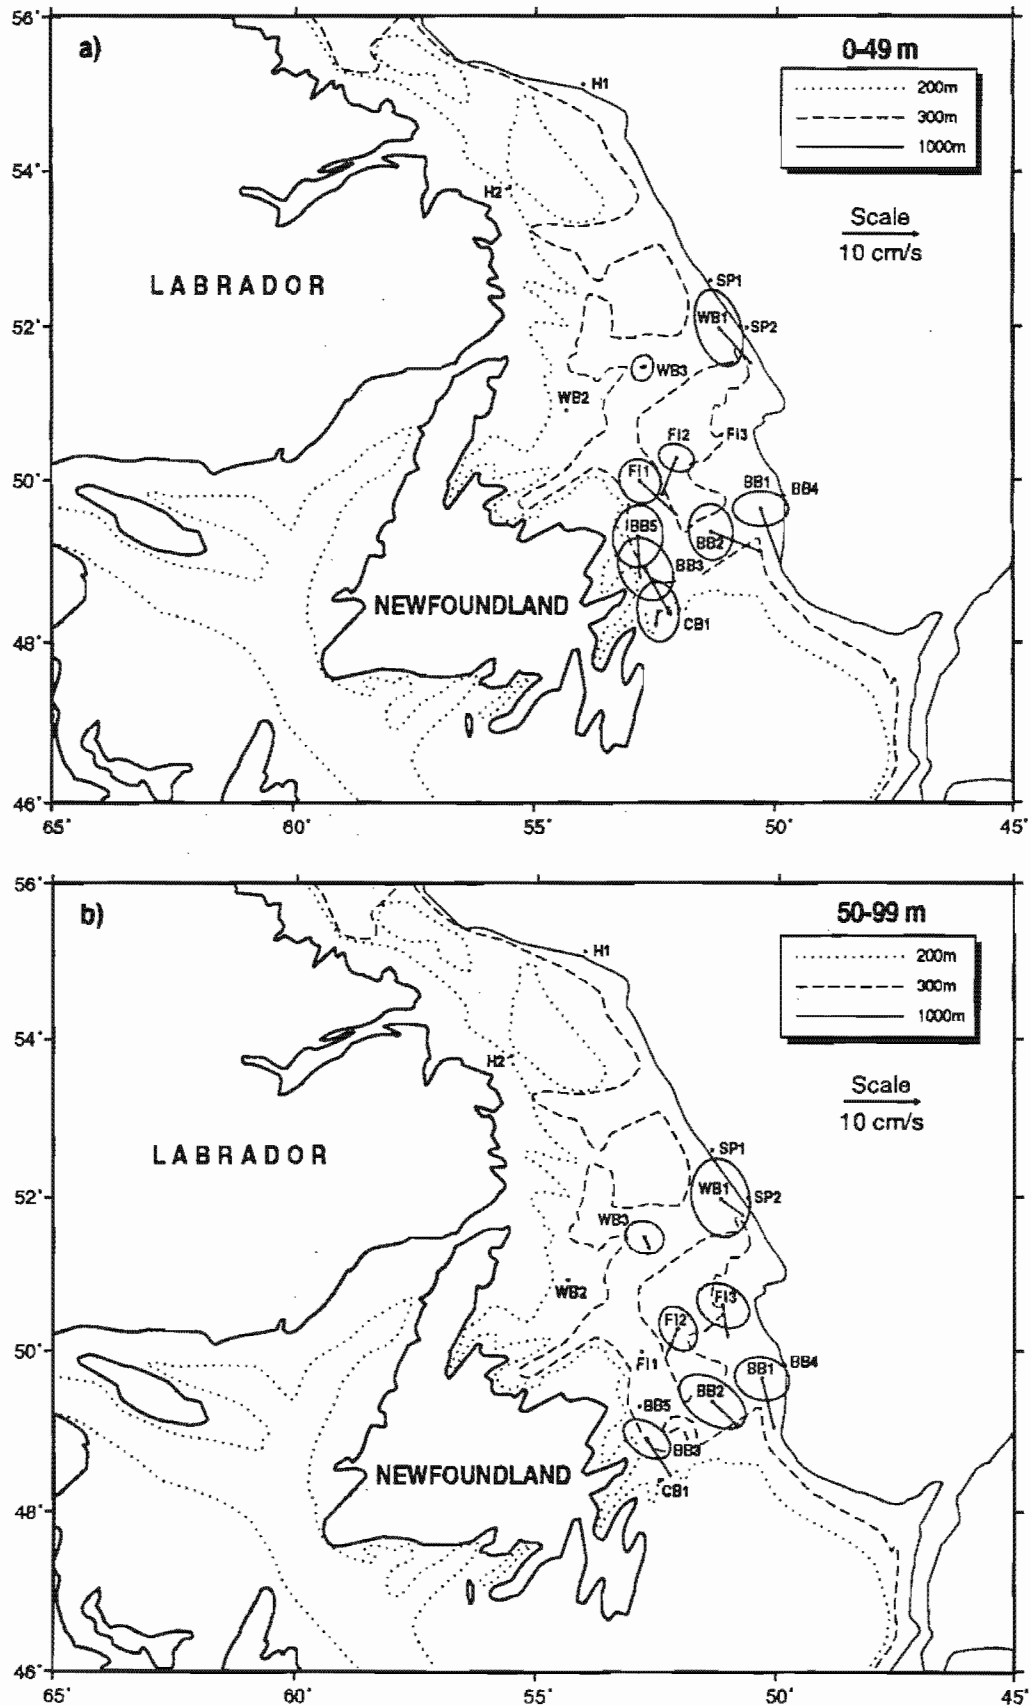 56°
a)
0-49 m
200m
300m
1000m
H1
54°
H2
Scale
10 cm/s
LABRADOR
SP1
52°
WB1
SP2
WB3
WB2
FI2
FI3
50°
FI1
BB1
BB4
BB5
BB2
BB3
NEWFOUNDLAND
CB1
48°
46°
65°
60°
55°
50°
45°
56°
b)
50-99 m
200m
300m
1000m
H1
54°
H2
Scale
10 cm/s
LABRADOR
SP1
52°
WB1
SP2
WB3
WB2
FI3
FI2
50°
FI1
BB1
BB4
BB2
BB5
BB3
NEWFOUNDLAND
CB1
48°
46°
65°
60°
55°
50°
45°